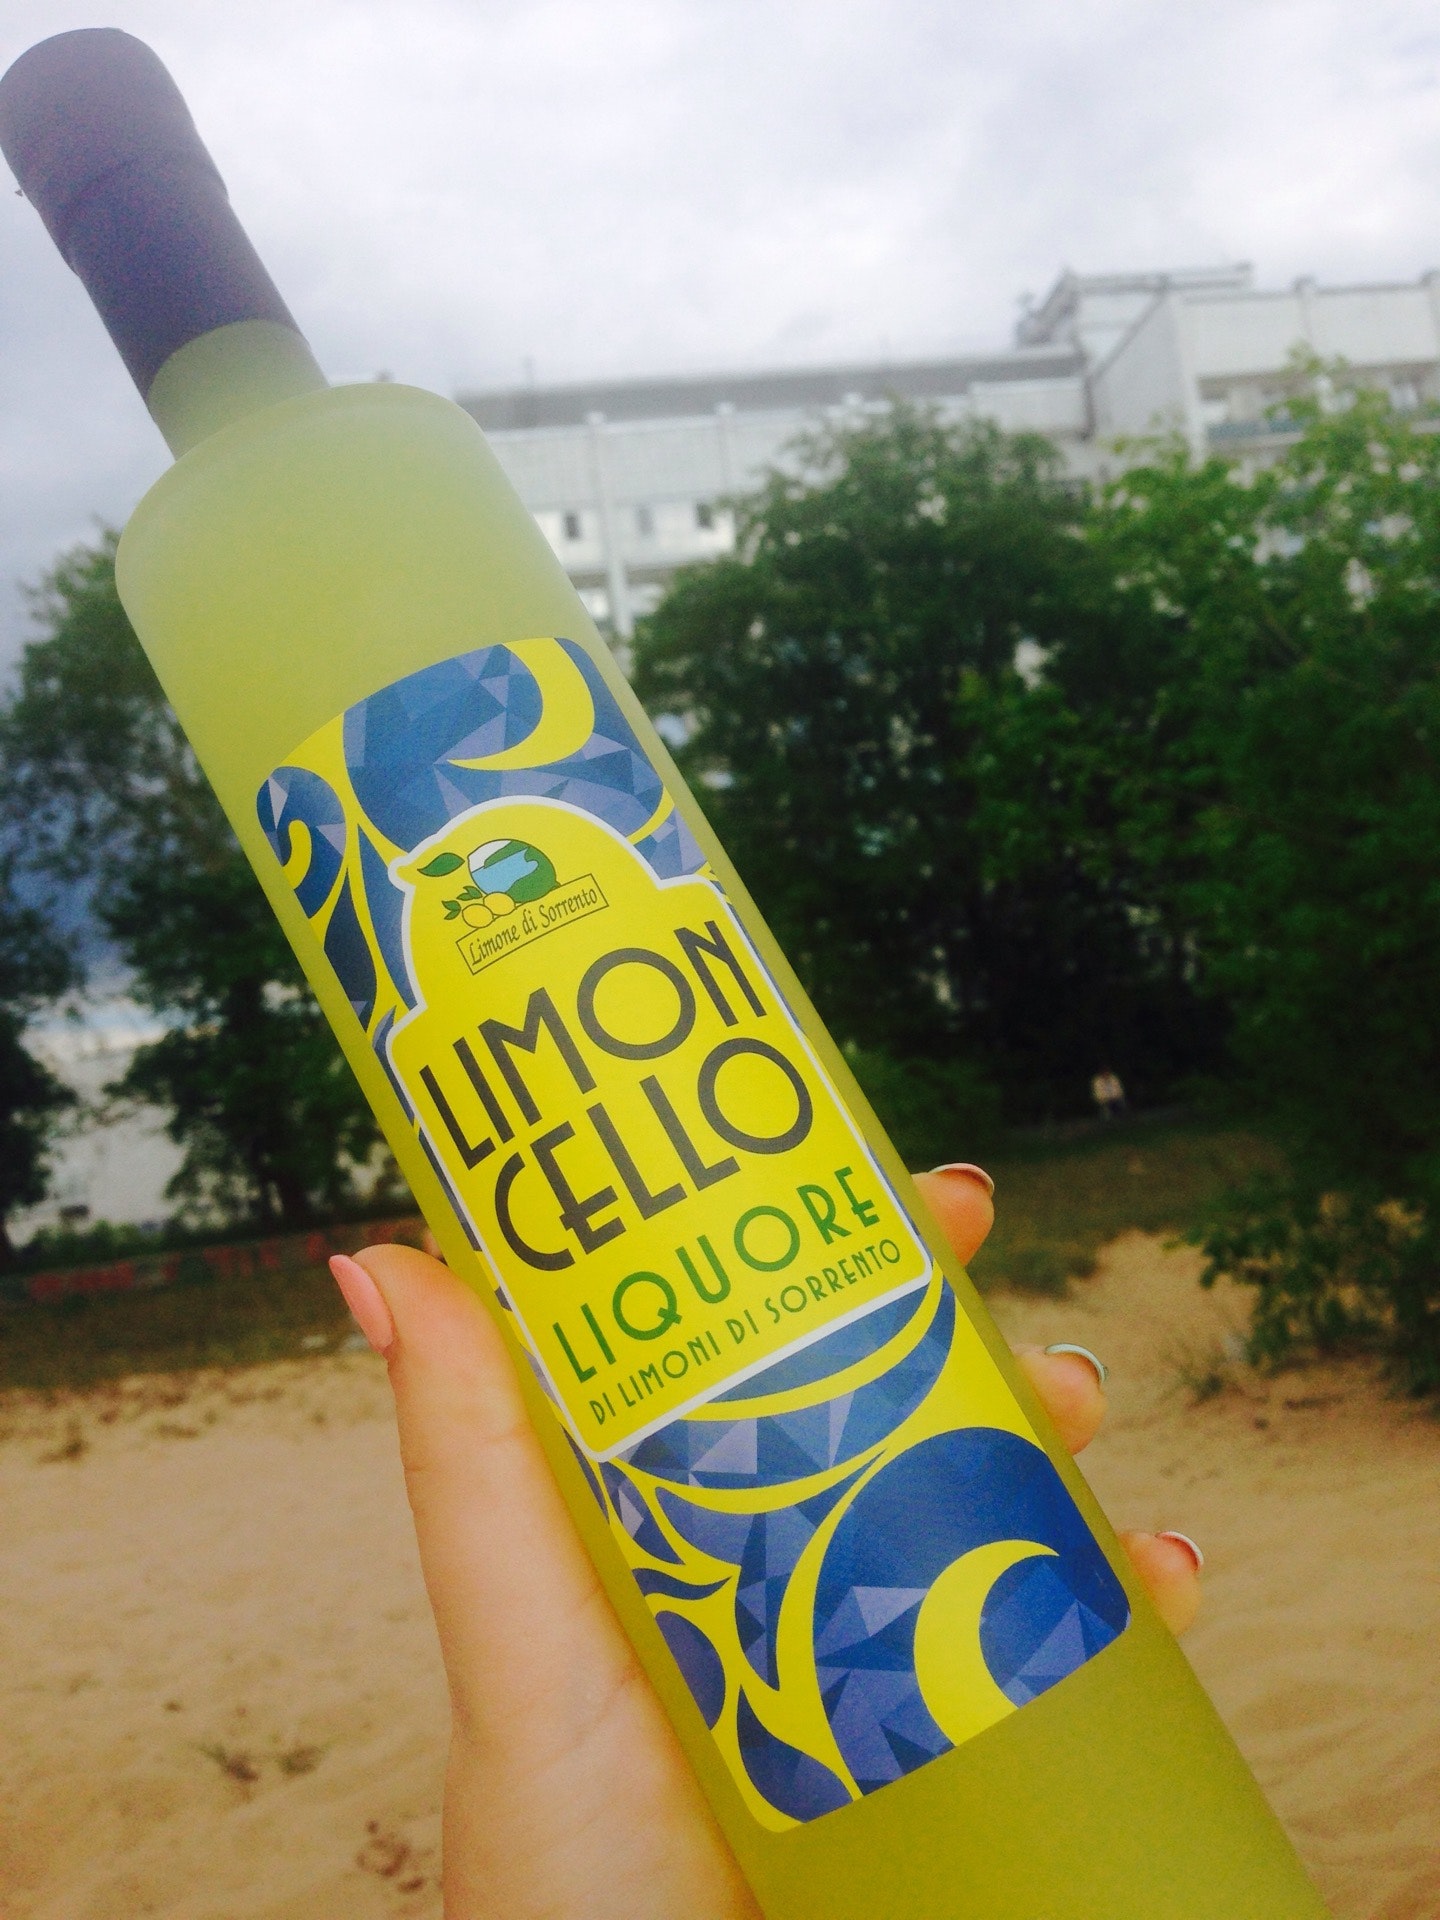 Limone di Sorrento
LIMON
CELLO
LIQUORE
DI LIMONI DI SORRENTO